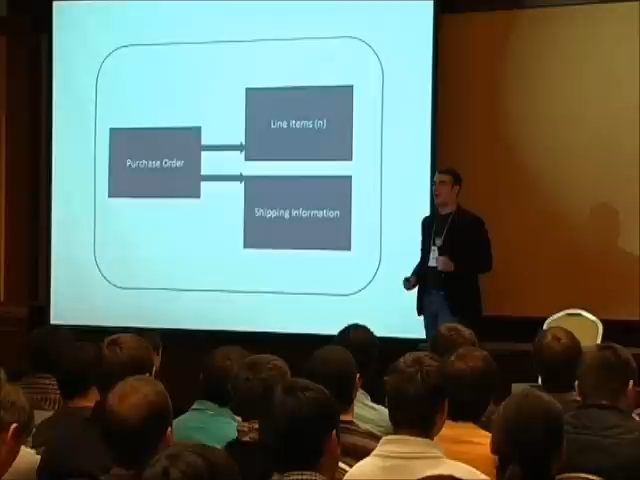 Line Items (n)
Purchase Order
Shipping Information